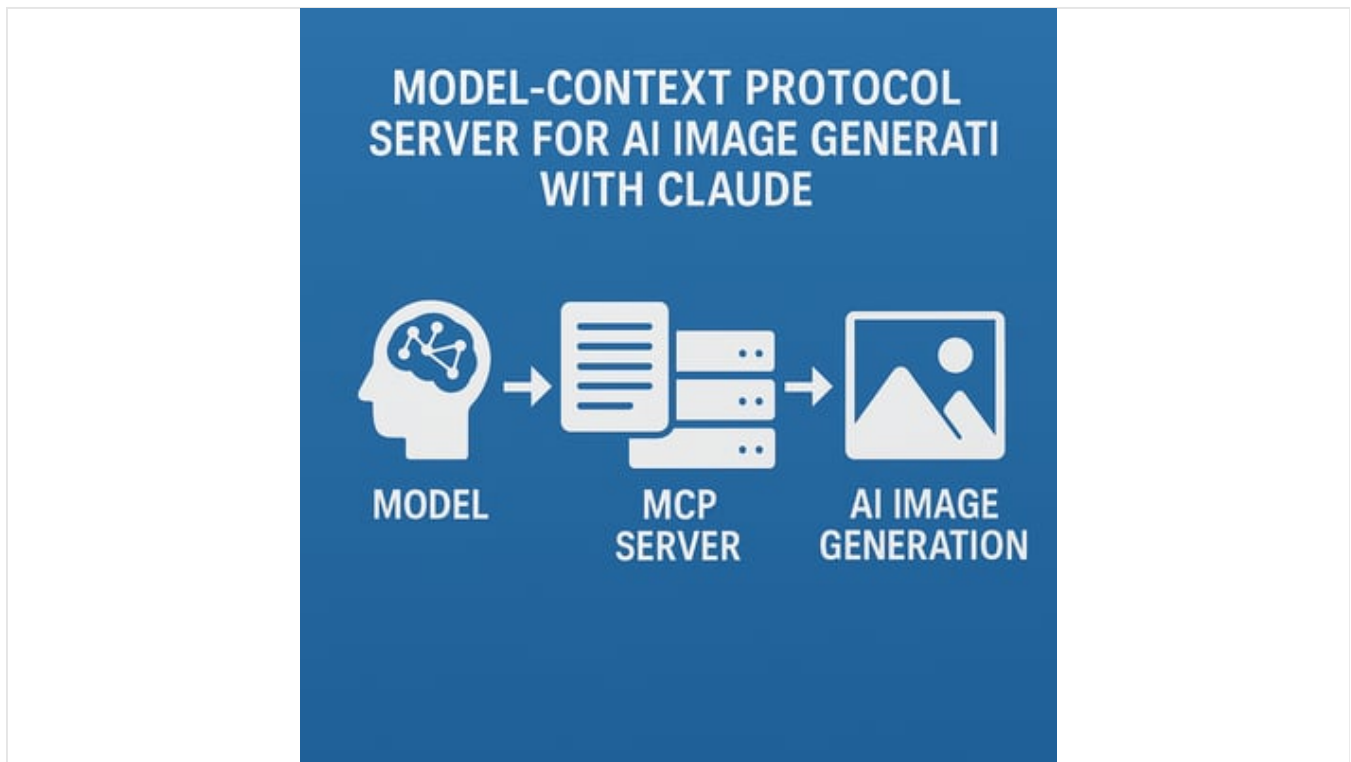 MODEL-CONTEXT PROTOCOL
SERVER FOR AI IMAGE GENERATI
WITH CLAUDE
MODEL
MCP
SERVER
AI IMAGE
GENERATION